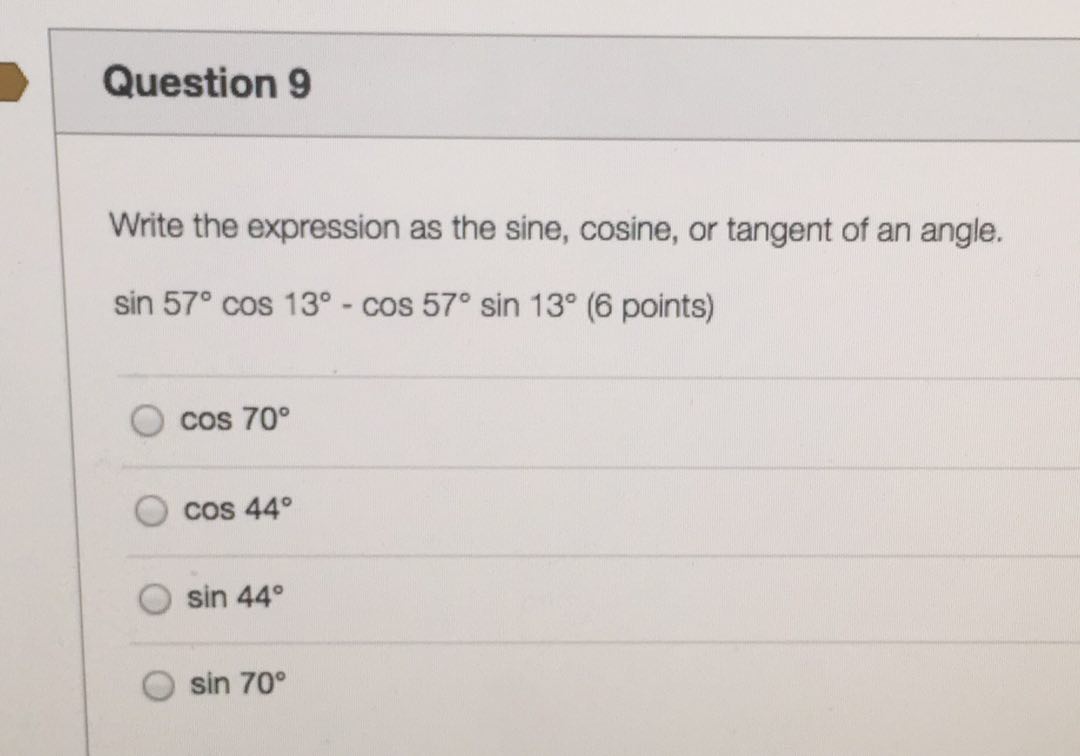 Question 9
Write the expression as the sine, cosine, or tangent of an angle.
sin 57° cos 13° - cos 57° sin 13° (6 points)
cos 70°
cos 44°
sin 44°
sin 70°